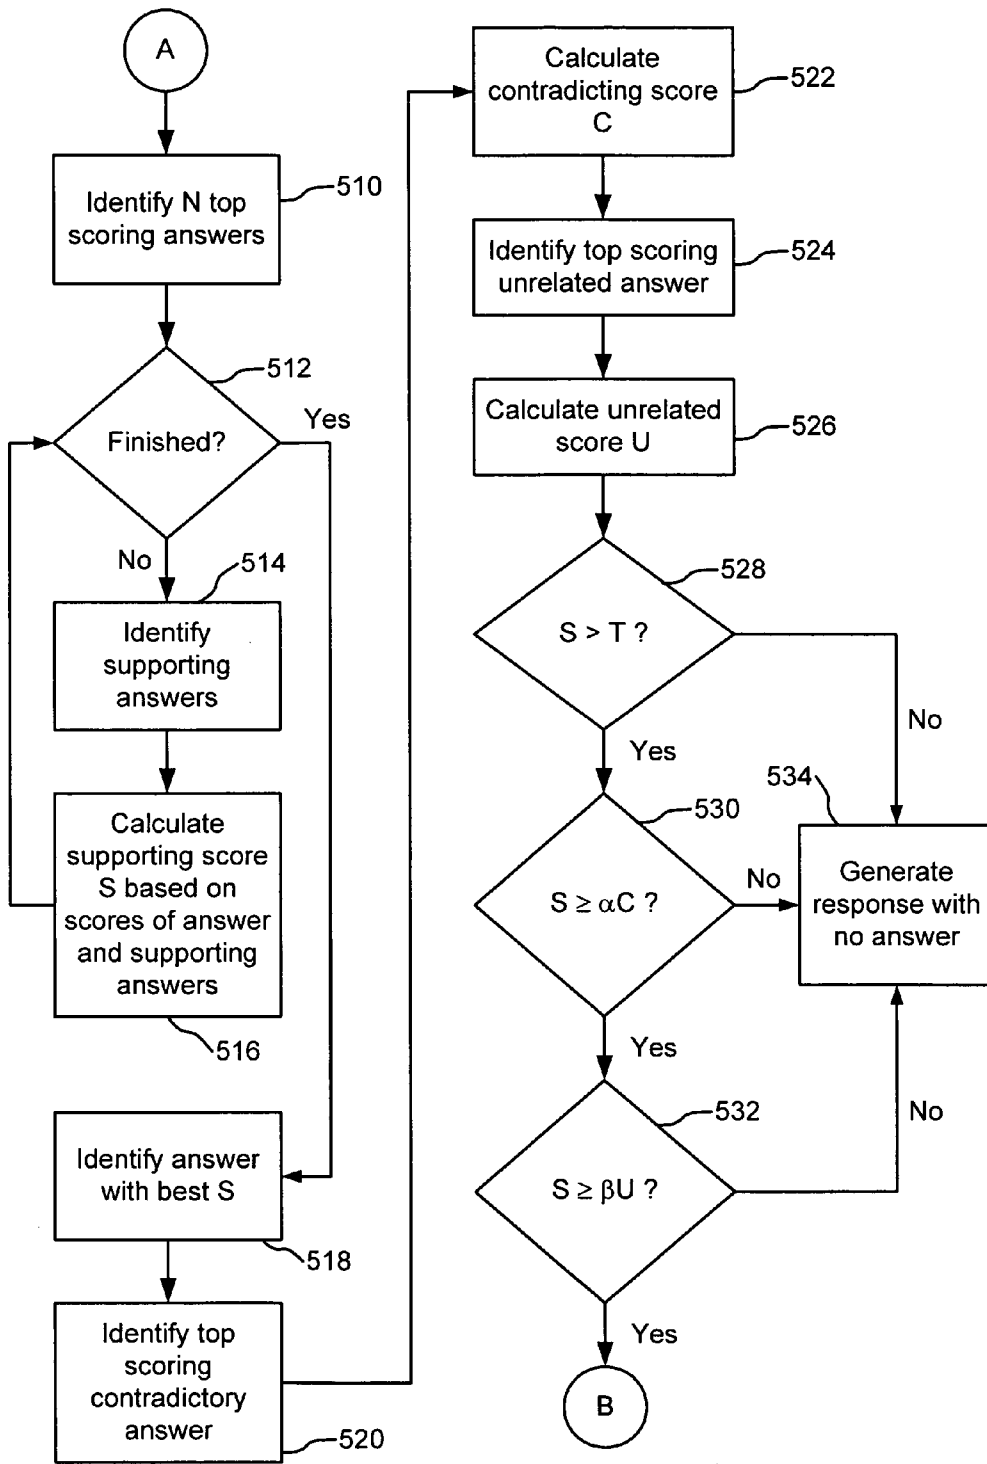 A
Identify N top
scoring answers
510
Finished?
512
Yes
No
514
Identify
supporting
answers
Calculate
supporting score
S based on
scores of answer
and supporting
answers
516
Identify answer
with best S
518
Identify top
scoring
contradictory
answer
520
Calculate
contradicting score
C
522
Identify top scoring
unrelated answer
524
Calculate unrelated
score U
526
S > T ?
528
No
Yes
S ≥ αC ?
530
No
534
Generate
response with
no answer
Yes
S ≥ βU ?
532
No
Yes
B